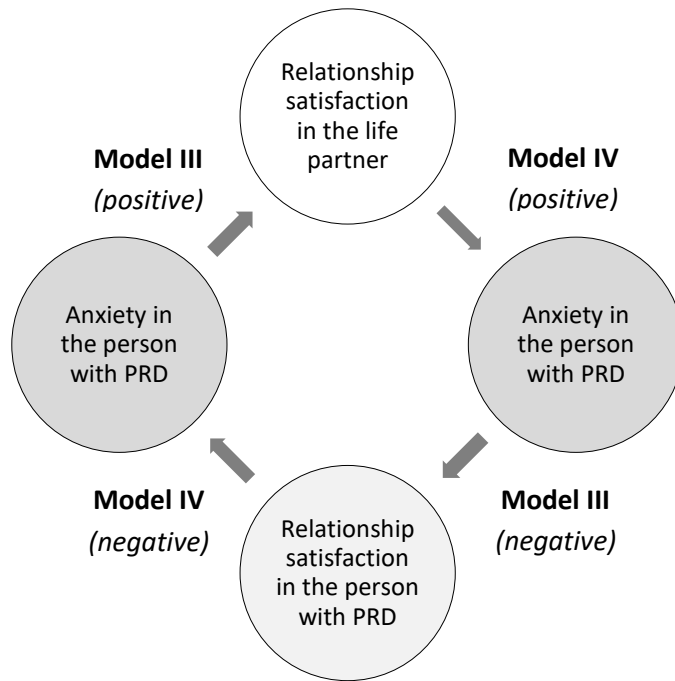 Relationship
satisfaction
in the life
partner
Model III
(positive)
Model IV
(positive)
Anxiety in
the person
with PRD
Anxiety in
the person
with PRD
Model IV
(negative)
Relationship
satisfaction
in the person
with PRD
Model III
(negative)